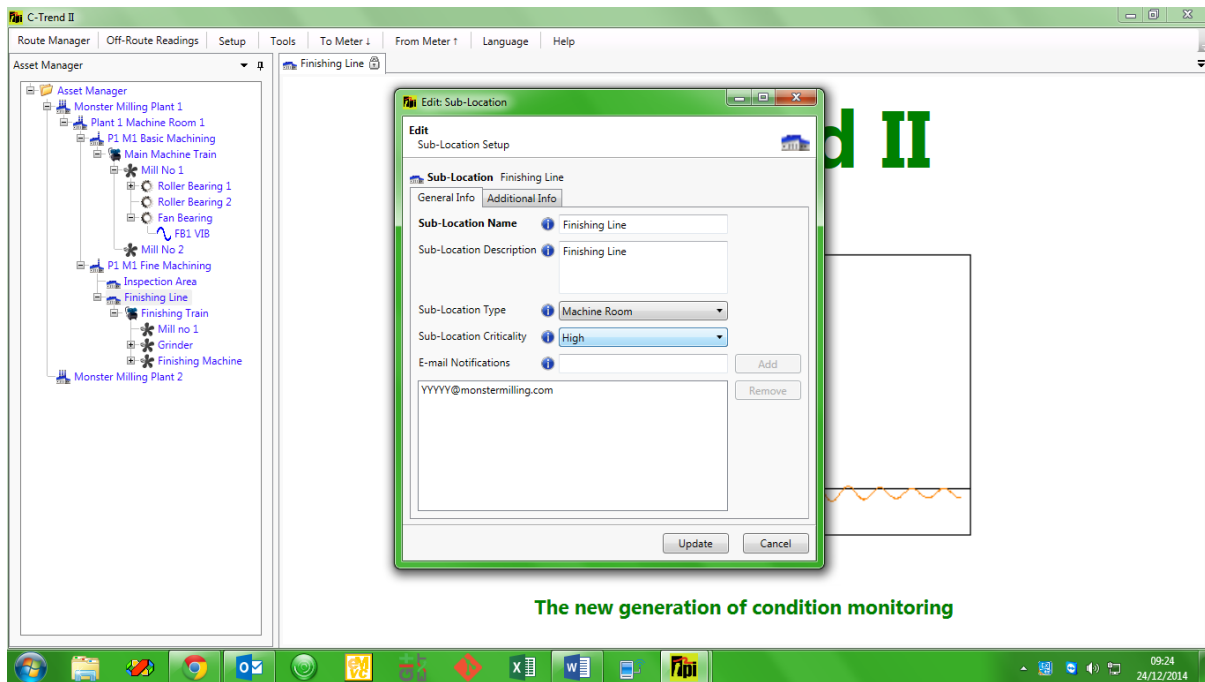 C-Trend II
Route Manager Off-Route Readings Setup Tools To Meter ↓ From Meter ↑ Language Help
Asset Manager
Finishing Line
Asset Manager
Monster Milling Plant 1
Plant 1 Machine Room 1
P1 M1 Basic Machining
Main Machine Train
Mill No 1
Roller Bearing 1
Roller Bearing 2
Fan Bearing
FB1 VIB
Mill No 2
P1 M1 Fine Machining
Inspection Area
Finishing Line
Finishing Train
Mill no 1
Grinder
Finishing Machine
Monster Milling Plant 2
d II
Edit: Sub-Location
Edit
Sub-Location Setup
Sub-Location Finishing Line
General Info Additional Info
Sub-Location Name Finishing Line
Sub-Location Description Finishing Line
Sub-Location Type Machine Room
Sub-Location Criticality High
E-mail Notifications Add
YYYYY@monstermilling.com Remove
Update Cancel
The new generation of condition monitoring
09:24
24/12/2014